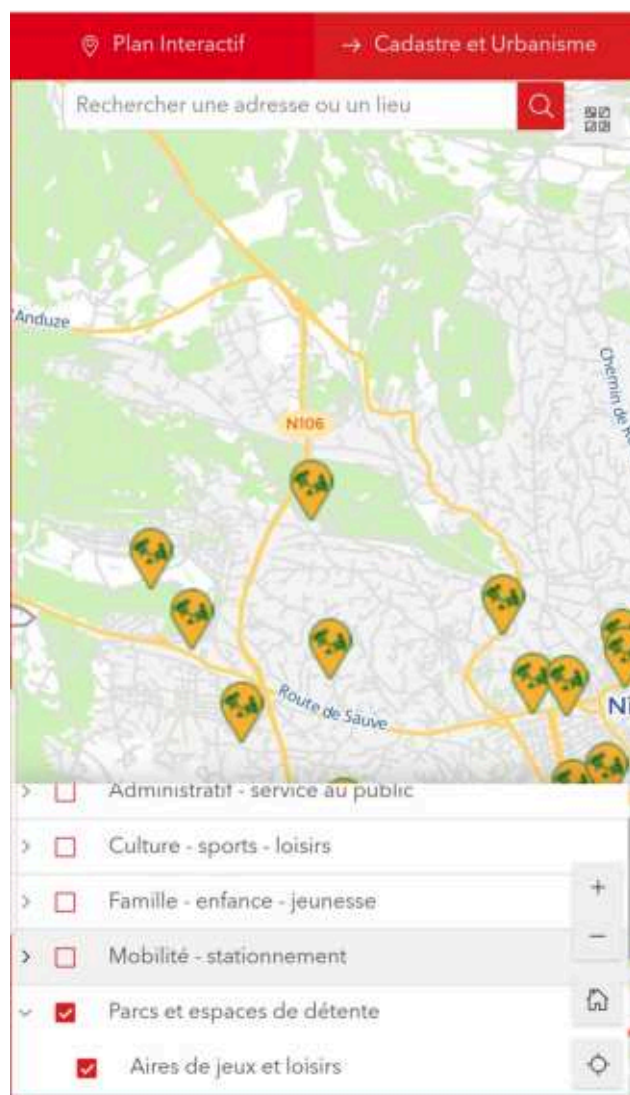 Plan Interactif
→ Cadastre et Urbanisme
Rechercher une adresse ou un lieu
Anduze
Chemin de
N106
Route de Sauve
Administratif - service au public
Culture - sports - loisirs
Famille - enfance - jeunesse
+
Mobilité - stationnement
−
Parcs et espaces de détente
Aires de jeux et loisirs